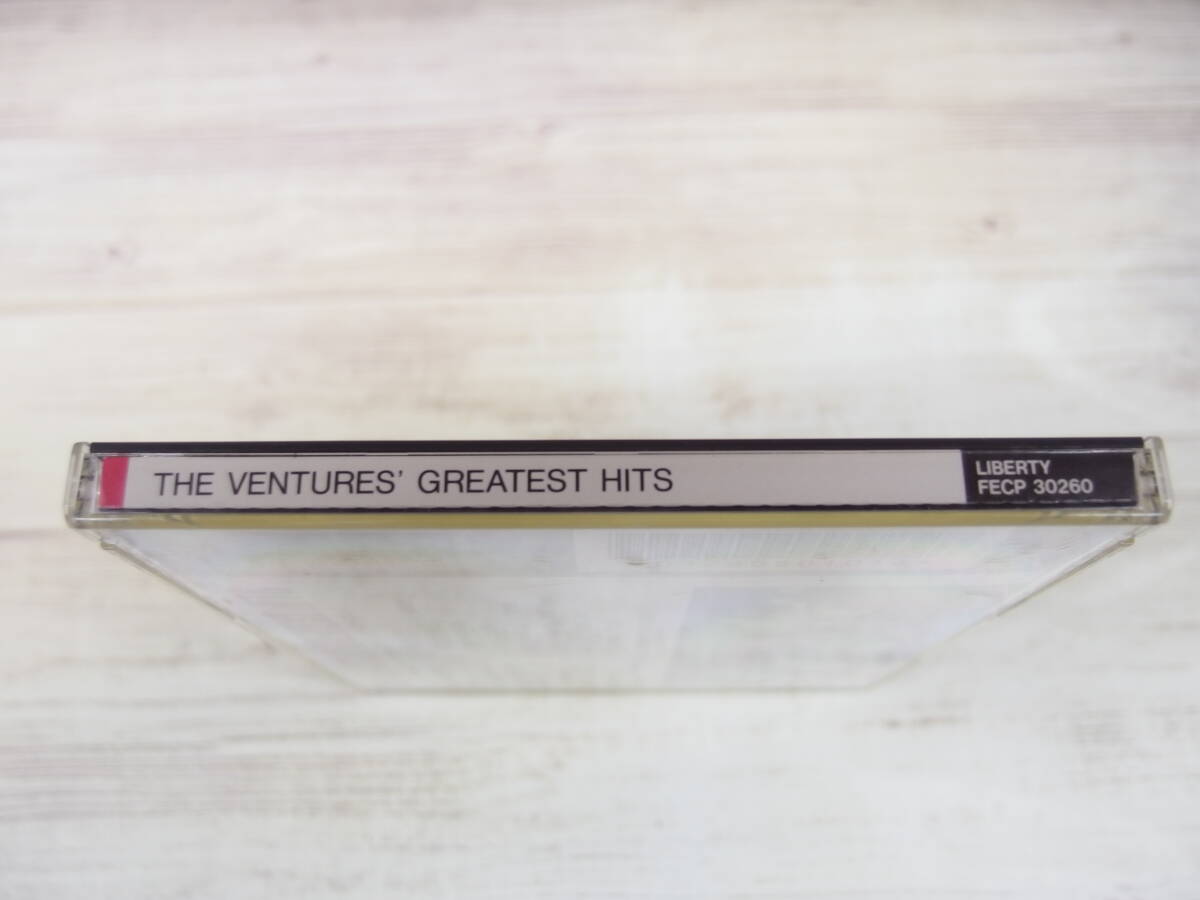 THE VENTURES’ GREATEST HITS
LIBERTY
FECP 30260